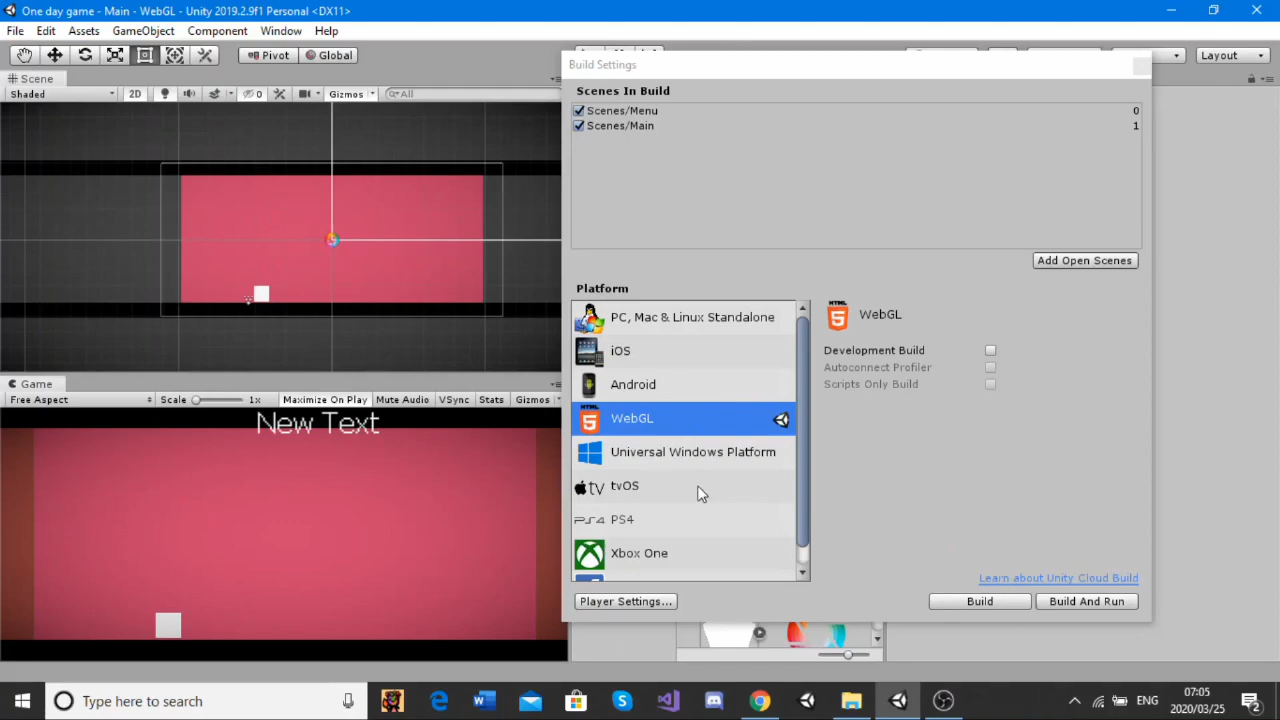 One day game - Main - WebGL - Unity 2019.2.9f1 Personal <DX11>
File Edit Assets GameObject Component Window Help
Pivot Global Layout
Scene
Shaded 2D 0 Gizmos All
Build Settings
Scenes In Build
Scenes/Menu 0
Scenes/Main 1
Add Open Scenes
Platform
PC, Mac & Linux Standalone
iOS
Android
HTML WebGL
Universal Windows Platform
tv tvOS
PS4 PS4
Xbox One
HTML WebGL
Development Build
Autoconnect Profiler
Scripts Only Build
Learn about Unity Cloud Build
Player Settings... Build Build And Run
Game
Free Aspect Scale 1x Maximize On Play Mute Audio VSync Stats Gizmos
New Text
Type here to search
ENG
07:05
2020/03/25
2